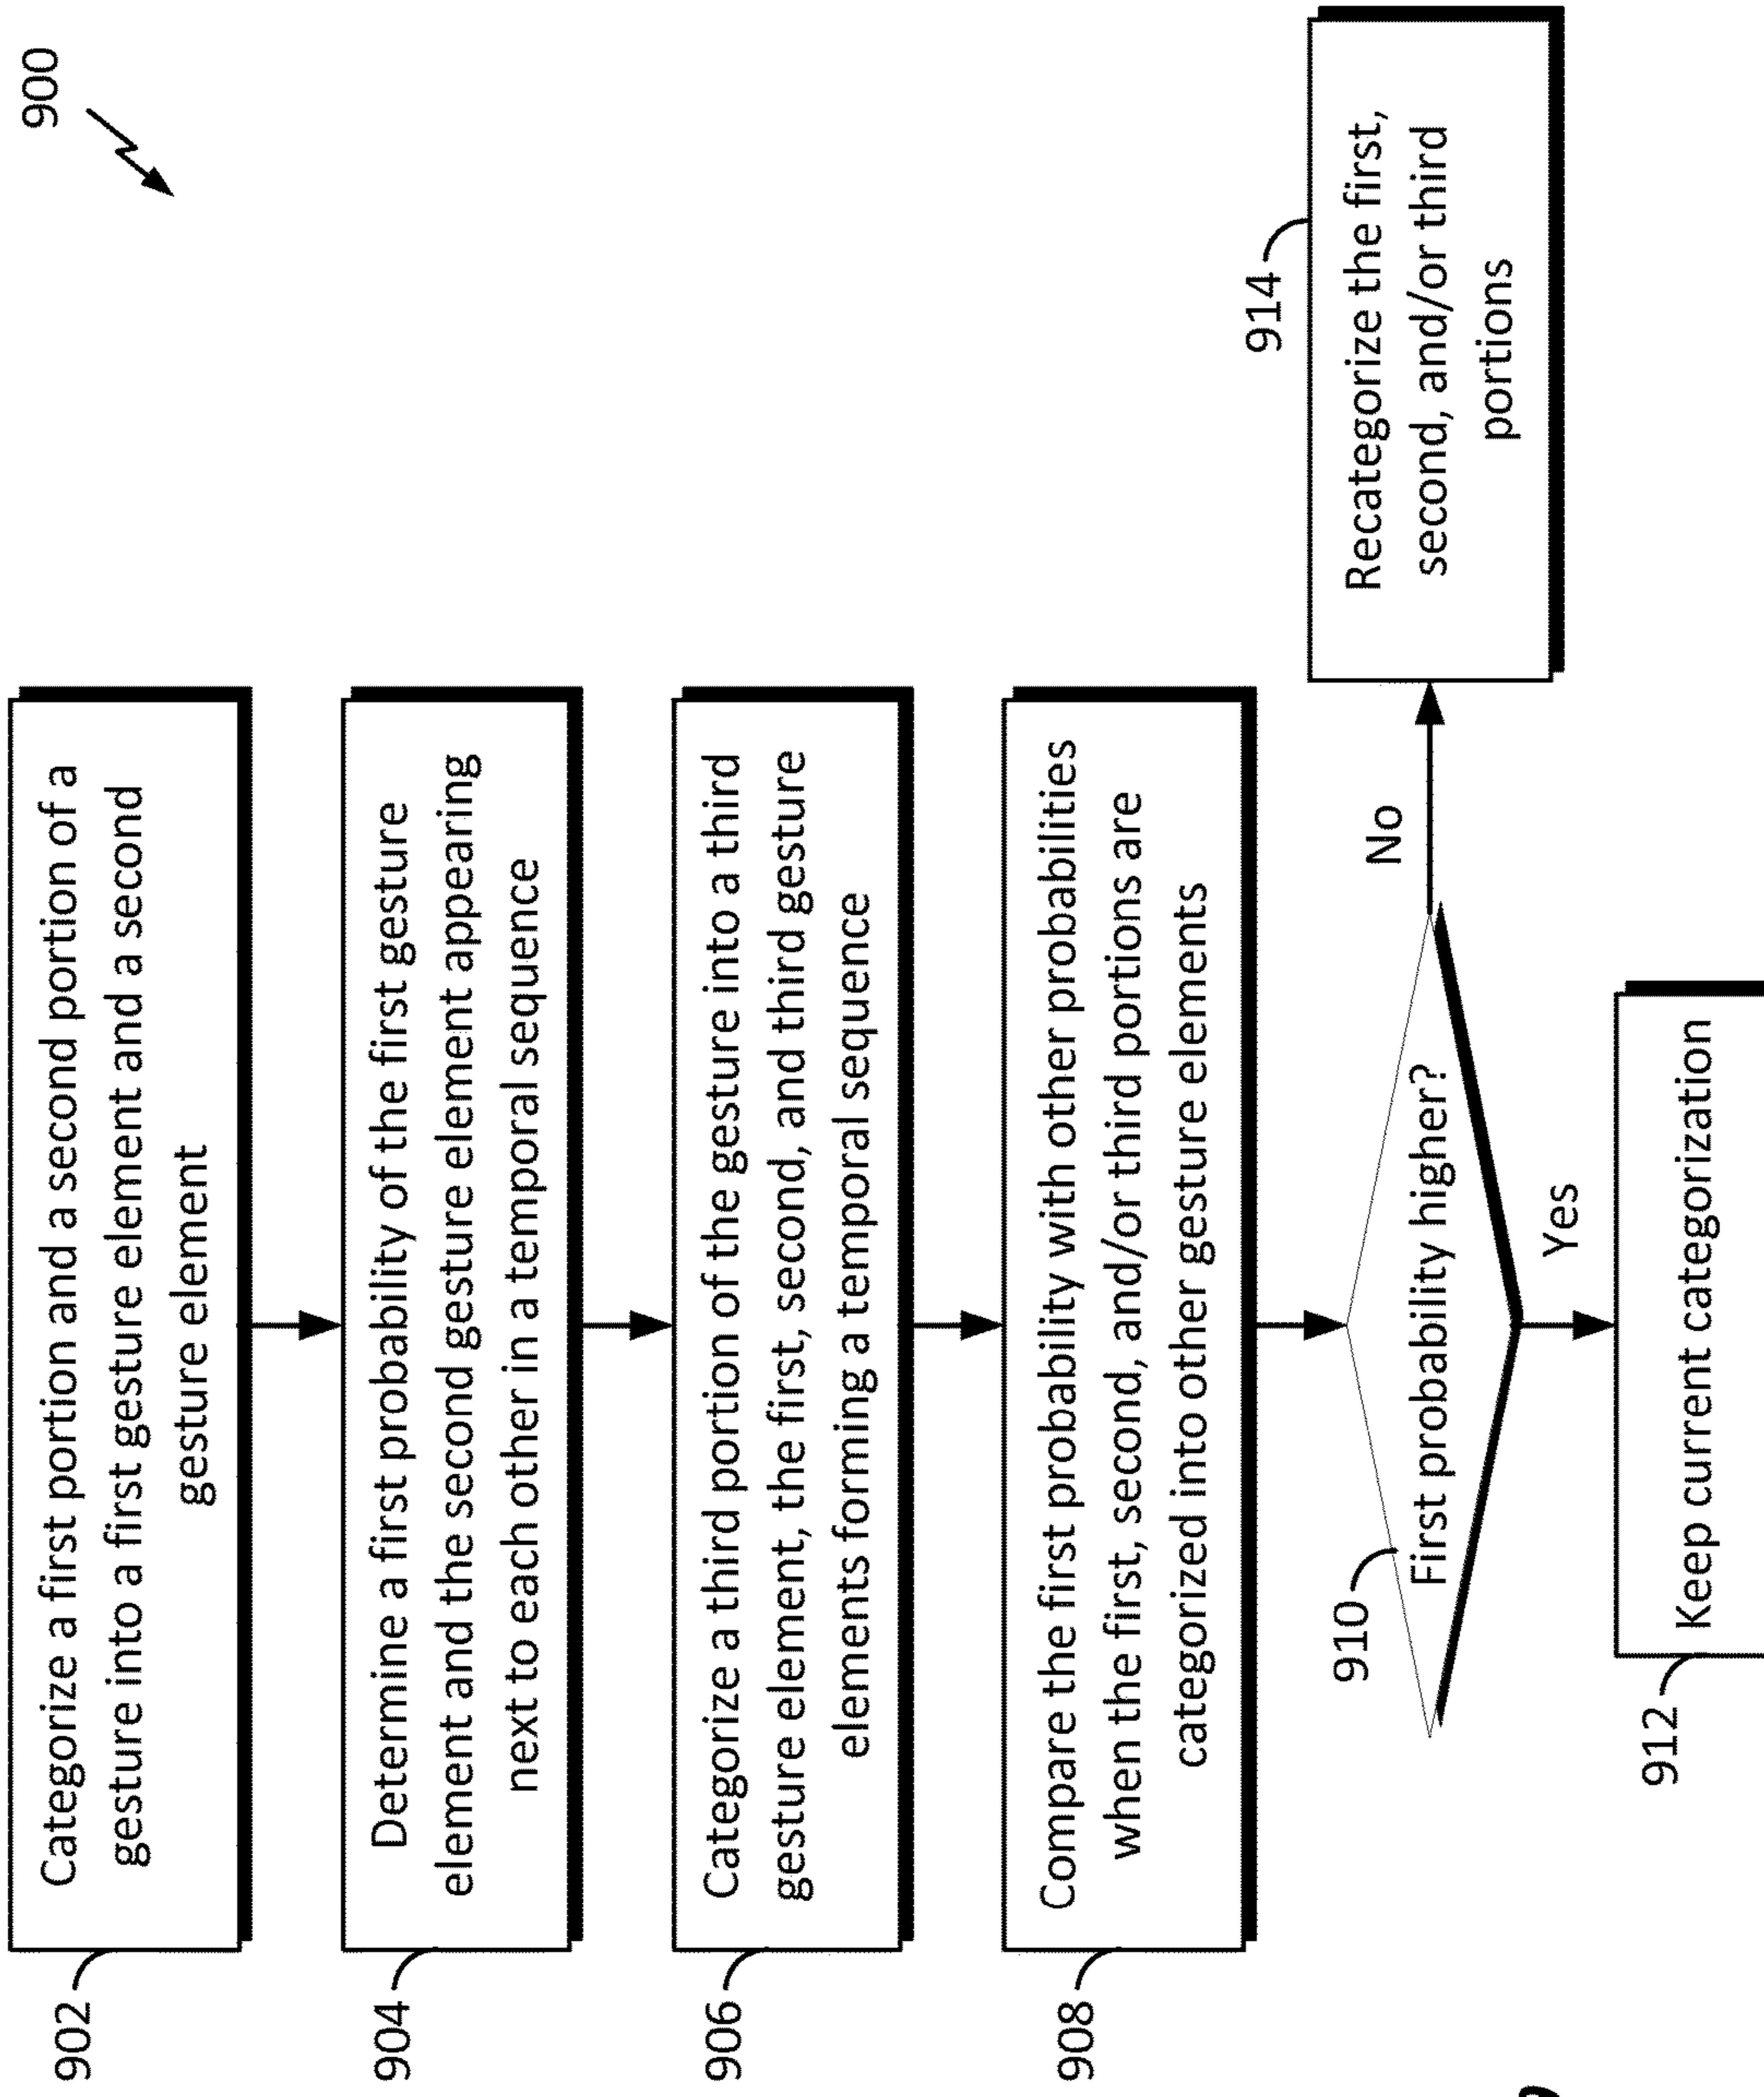 900
902
Categorize a first portion and a second portion of a
gesture into a first gesture element and a second
gesture element
904
Determine a first probability of the first gesture
element and the second gesture element appearing
next to each other in a temporal sequence
906
Categorize a third portion of the gesture into a third
gesture element, the first, second, and third gesture
elements forming a temporal sequence
908
Compare the first probability with other probabilities
when the first, second, and/or third portions are
categorized into other gesture elements
910
First probability higher?
No
914
Recategorize the first,
second, and/or third
portions
Yes
912
Keep current categorization